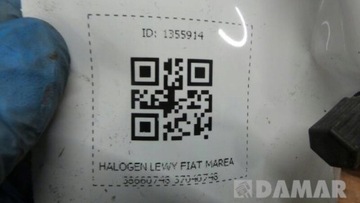 ID: 1355914
HALOGEN LEWY FIAT MAREA
38660748 37040748
DAMAR